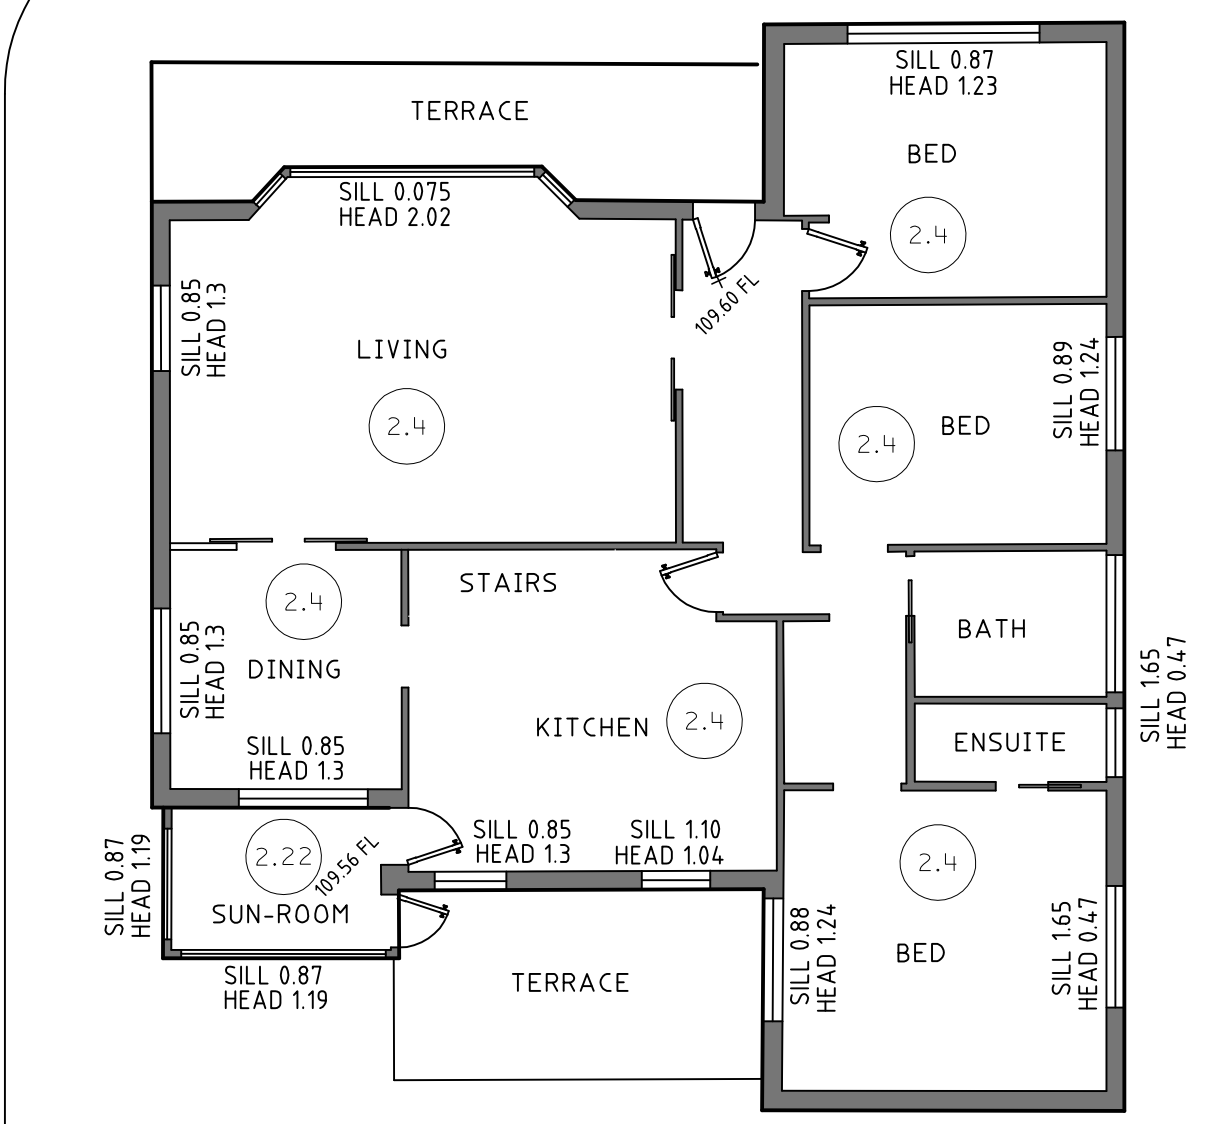 SILL 0.87
HEAD 1.23
TERRACE
BED
SILL 0.075
HEAD 2.02
2.4
109.60 FL
SILL 0.85
HEAD 1.3
LIVING
2.4
SILL 0.89
HEAD 1.24
BED
2.4
STAIRS
2.4
DINING
SILL 0.85
HEAD 1.3
BATH
SILL 1.65
HEAD 0.47
KITCHEN
2.4
ENSUITE
SILL 0.85
HEAD 1.3
SILL 0.85
HEAD 1.3
SILL 1.10
HEAD 1.04
SILL 0.87
HEAD 1.19
2.22
109.56 FL
SUN-ROOM
2.4
BED
SILL 0.88
HEAD 1.24
SILL 1.65
HEAD 0.47
SILL 0.87
HEAD 1.19
TERRACE